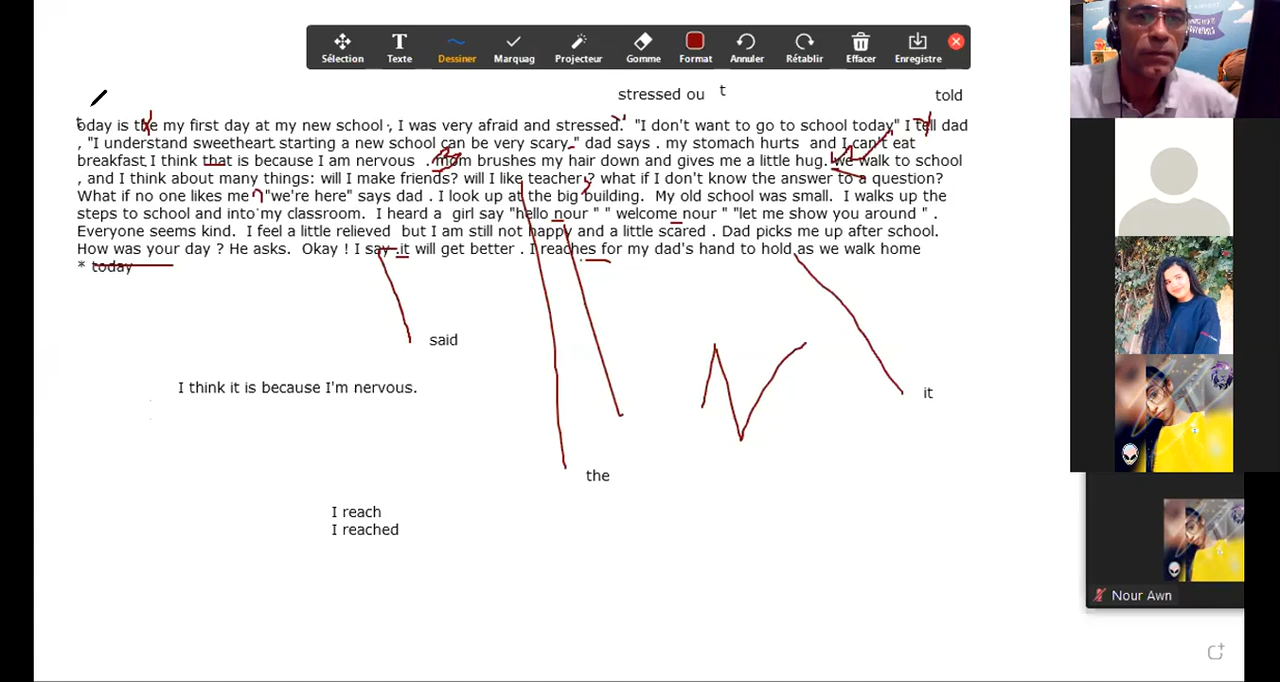 Sélection Texte Dessiner Marquag Projecteur Gomme Format Annuler Rétablir Effacer Enregistre
stressed ou t told
today is the my first day at my new school ., I was very afraid and stressed. "I don't want to go to school today" I tell dad
, "I understand sweetheart starting a new school can be very scary " dad says . my stomach hurts and I can't eat
breakfast I think that is because I am nervous . mom brushes my hair down and gives me a little hug. we walk to school
, and I think about many things: will I make friends? will I like teacher? what if I don't know the answer to a question?
What if no one likes me ? "we're here" says dad . I look up at the big building. My old school was small. I walks up the
steps to school and into my classroom. I heard a girl say "hello nour " " welcome nour " "let me show you around " .
Everyone seems kind. I feel a little relieved but I am still not happy and a little scared . Dad picks me up after school.
How was your day ? He asks. Okay ! I say .it will get better . I reaches for my dad's hand to hold as we walk home
* today
said
I think it is because I'm nervous.
it
the
I reach
I reached
Nour Awn